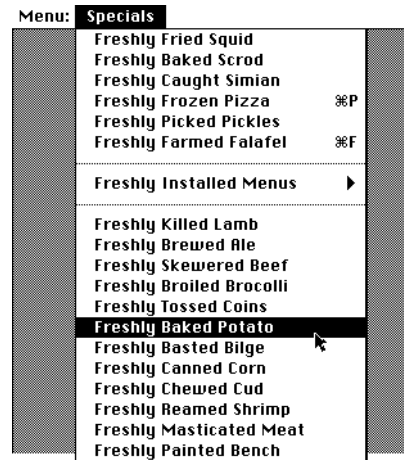 Menu: Specials
Freshly Fried Squid
Freshly Baked Scrod
Freshly Caught Simian
Freshly Frozen Pizza ⌘P
Freshly Picked Pickles
Freshly Farmed Falafel ⌘F
Freshly Installed Menus ▶
Freshly Killed Lamb
Freshly Brewed Ale
Freshly Skewered Beef
Freshly Broiled Brocolli
Freshly Tossed Coins
Freshly Baked Potato
Freshly Basted Bilge
Freshly Canned Corn
Freshly Chewed Cud
Freshly Reamed Shrimp
Freshly Masticated Meat
Freshly Painted Bench